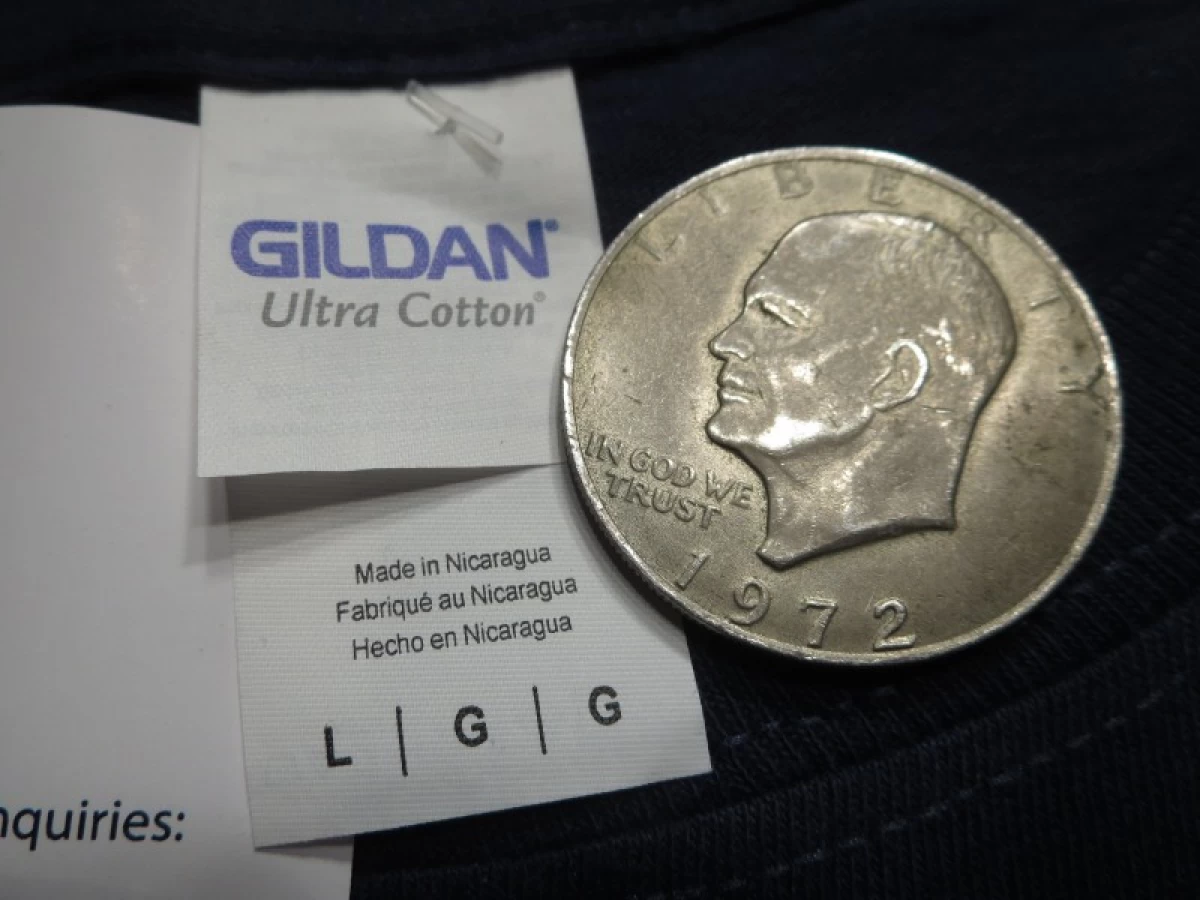 GILDAN®
Ultra Cotton®
Made in Nicaragua
Fabriqué au Nicaragua
Hecho en Nicaragua
L | G | G
nquiries:
LIBERTY
IN GOD WE
TRUST
1972